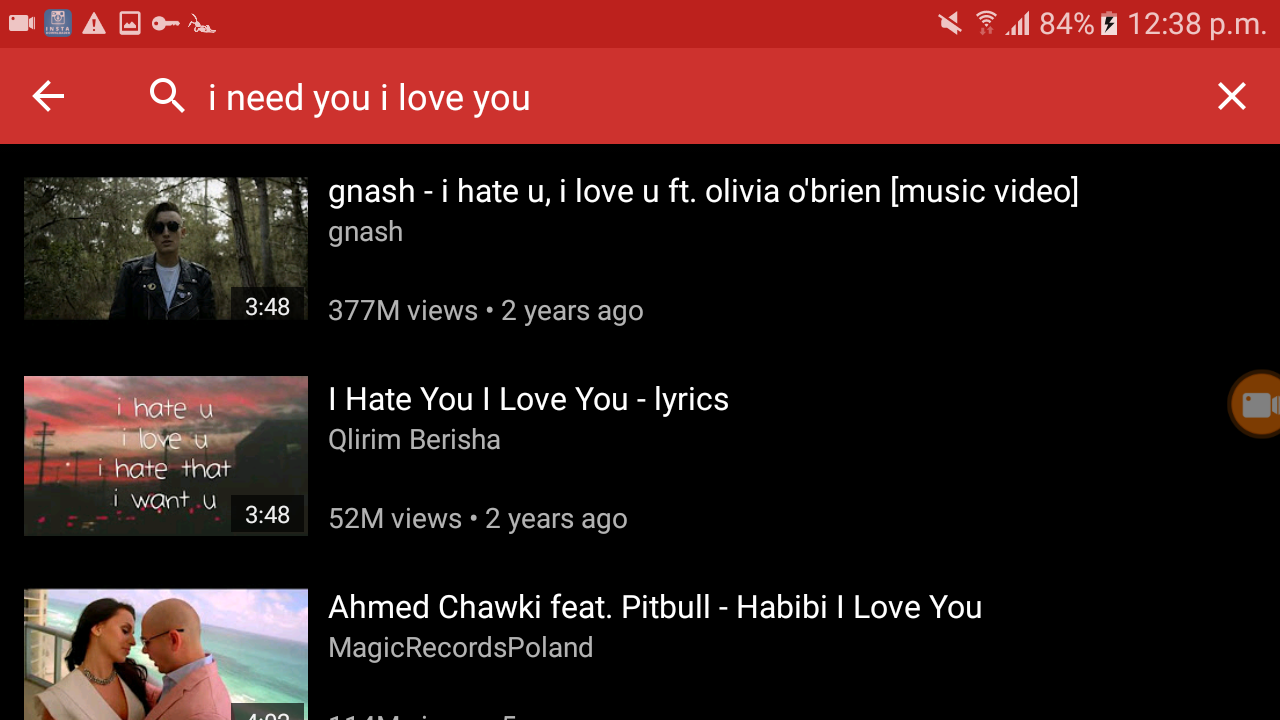 INSTA
84% 12:38 p.m.
i need you i love you
gnash - i hate u, i love u ft. olivia o'brien [music video]
gnash
3:48
377M views • 2 years ago
I Hate You I Love You - lyrics
Qlirim Berisha
i hate u
i love u
i hate that
i want u
3:48
52M views • 2 years ago
Ahmed Chawki feat. Pitbull - Habibi I Love You
MagicRecordsPoland